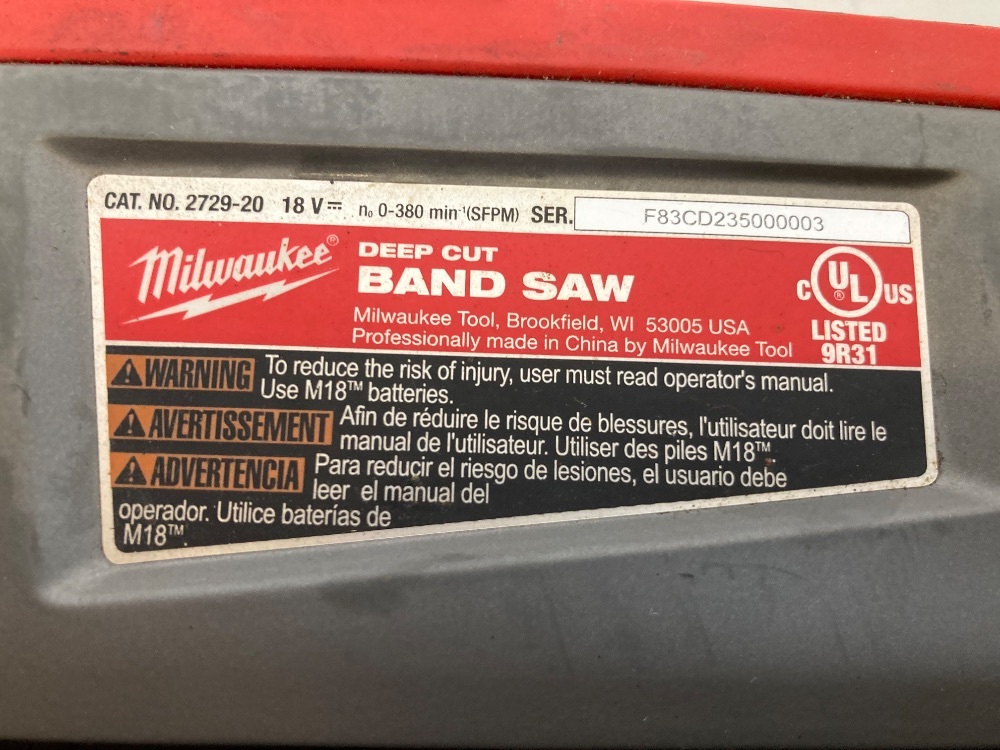 CAT. NO. 2729-20 18 V⎓ n₀ 0-380 min⁻¹(SFPM) SER. F83CD235000003
Milwaukee®
DEEP CUT
BAND SAW
Milwaukee Tool, Brookfield, WI 53005 USA
Professionally made in China by Milwaukee Tool
C UL® US
LISTED
9R31
WARNING To reduce the risk of injury, user must read operator's manual.
Use M18™ batteries.
AVERTISSEMENT Afin de réduire le risque de blessures, l'utilisateur doit lire le
manual de l'utilisateur. Utiliser des piles M18™.
ADVERTENCIA Para reducir el riesgo de lesiones, el usuario debe
leer el manual del
operador. Utilice baterías de
M18™.